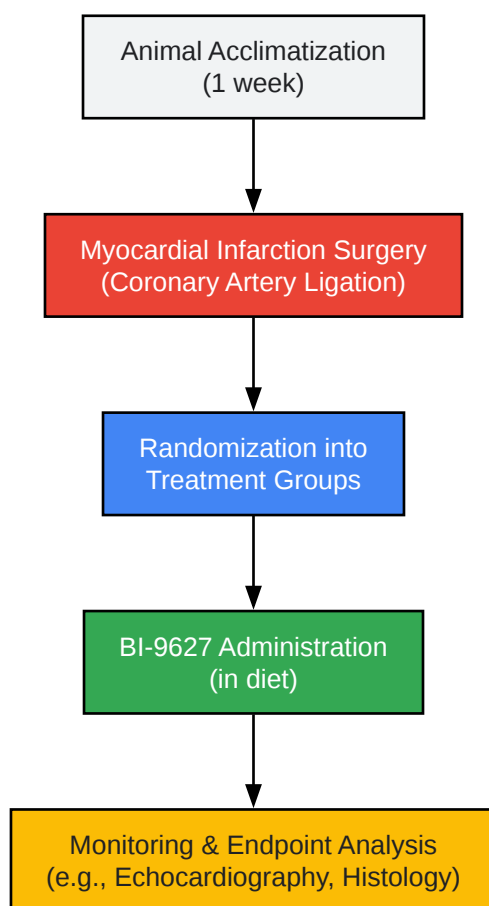 Animal Acclimatization
(1 week)
Myocardial Infarction Surgery
(Coronary Artery Ligation)
Randomization into
Treatment Groups
BI-9627 Administration
(in diet)
Monitoring & Endpoint Analysis
(e.g., Echocardiography, Histology)